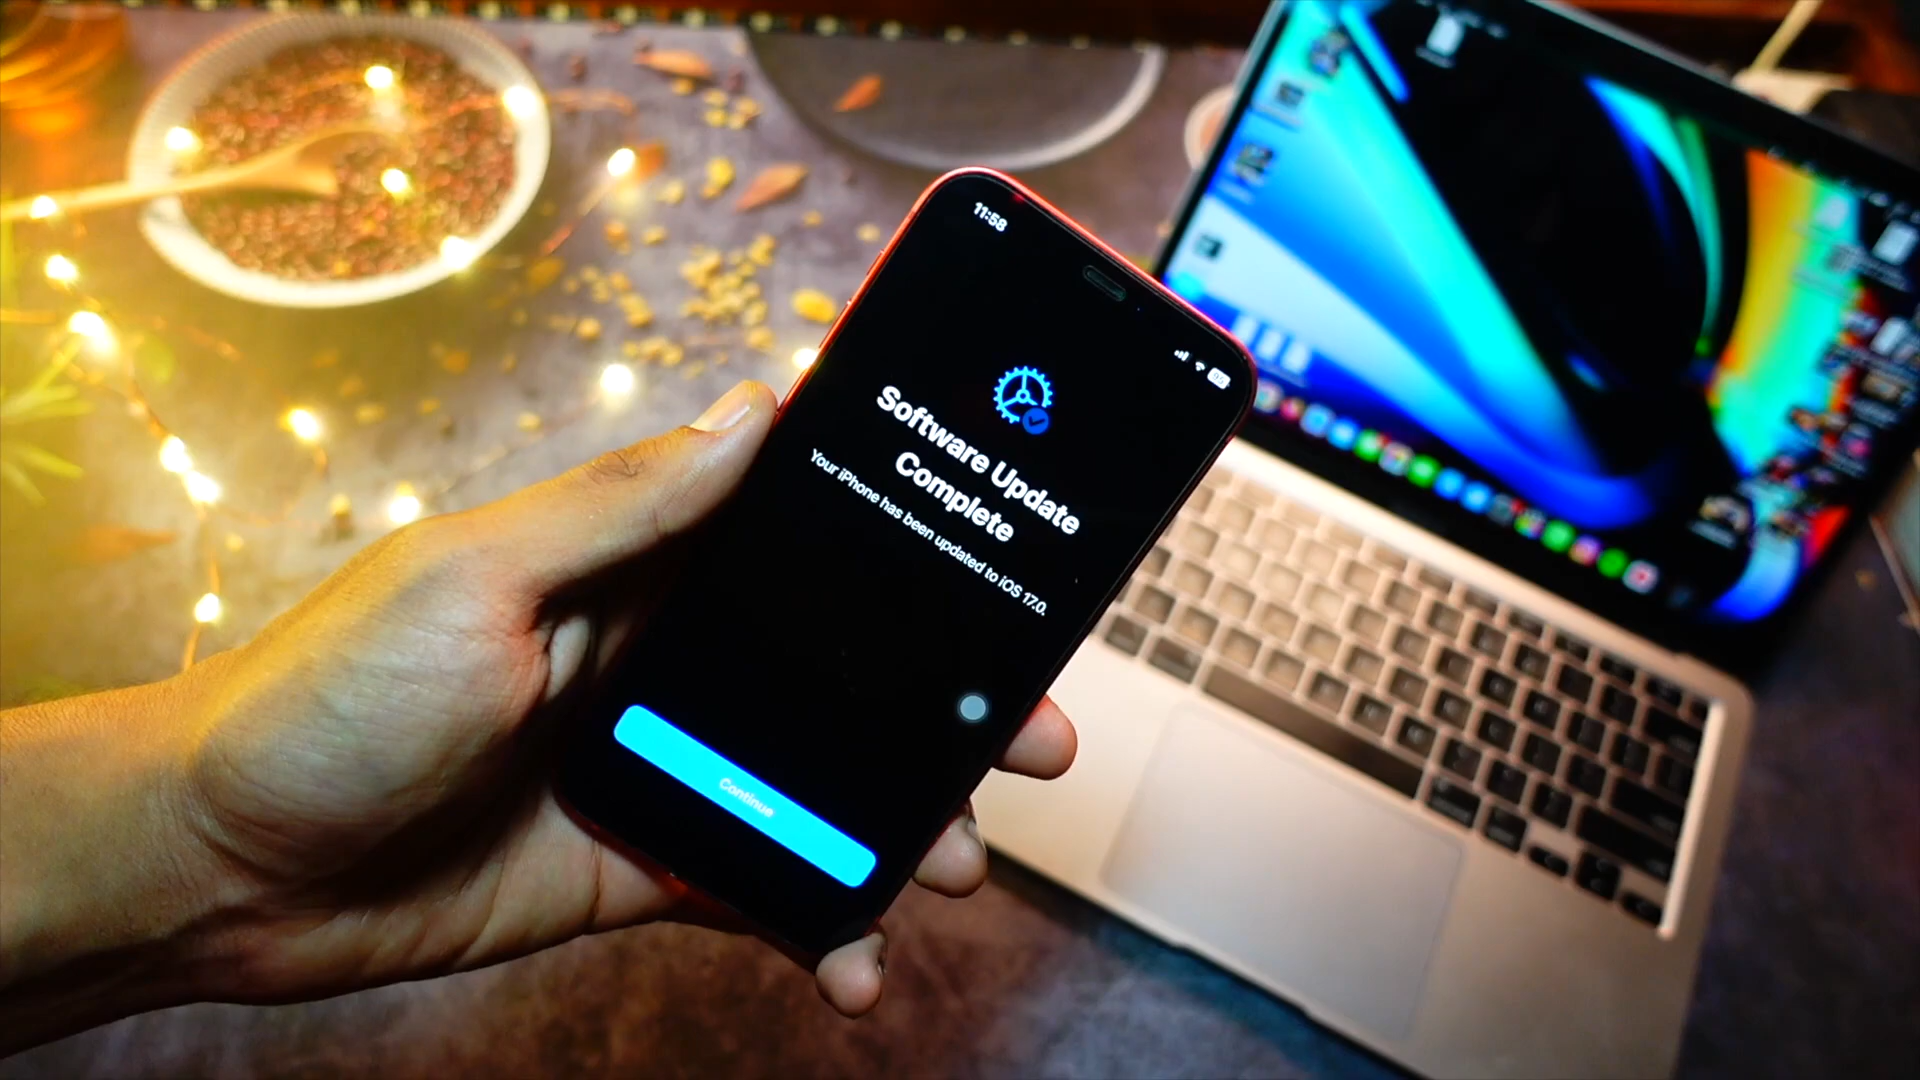 11:58
Software Update
Complete
Your iPhone has been updated to iOS 17.0.
Continue